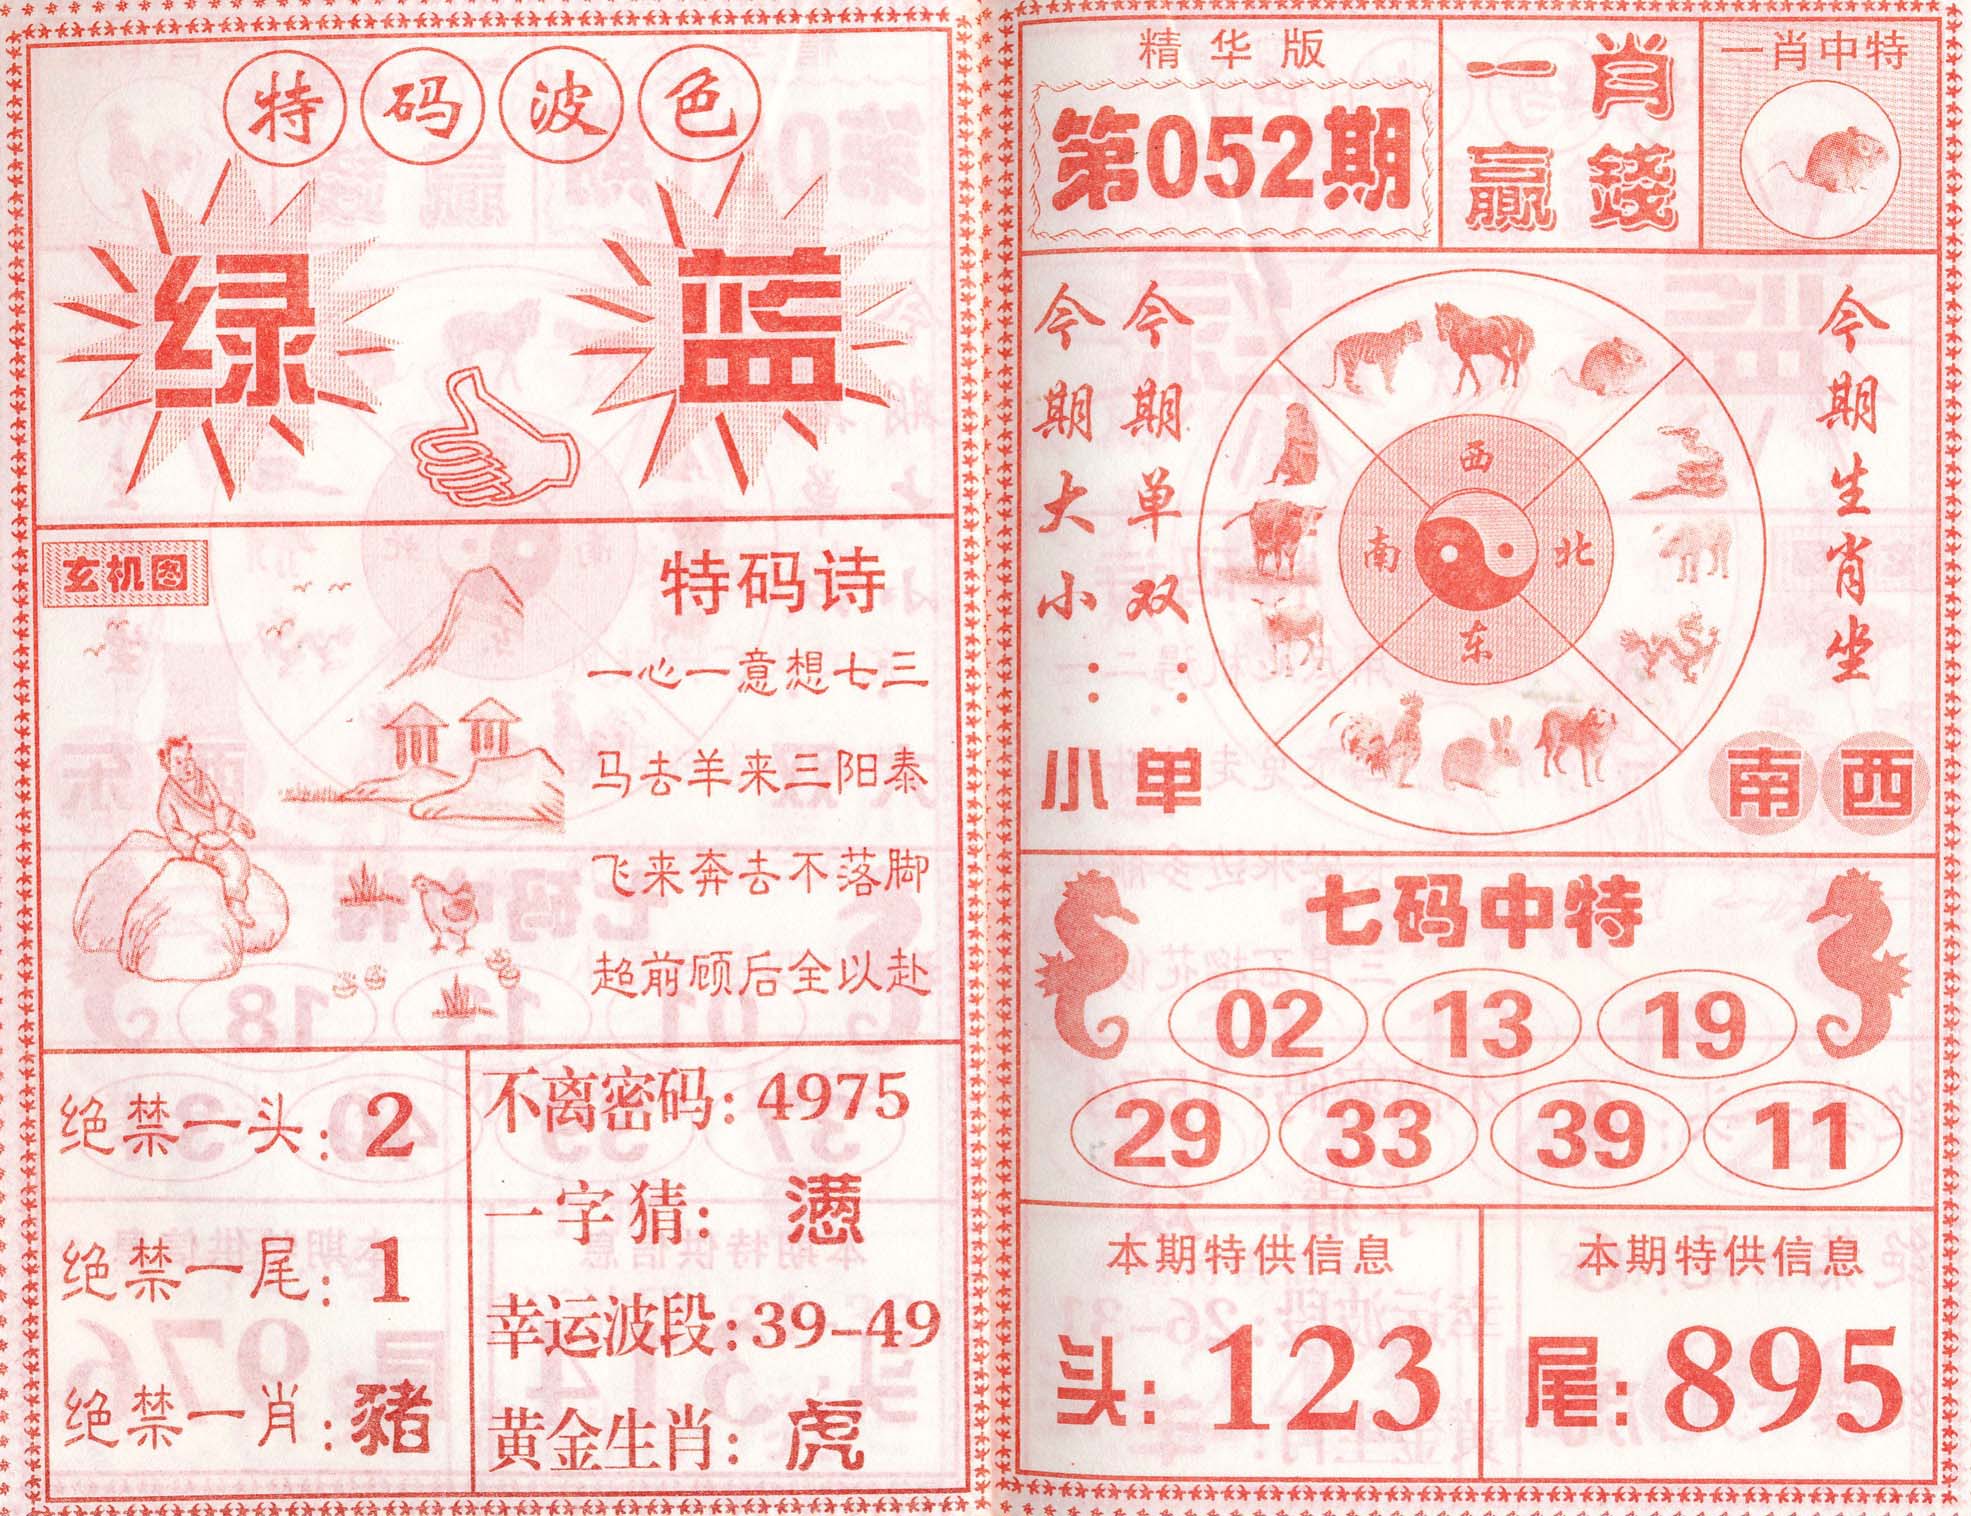 特码波色
绿
蓝
玄机图
特码诗
一心一意想七三
马去羊来三阳泰
飞来奔去不落脚
超前顾后全以赴
绝禁一头：2
绝禁一尾：1
绝禁一肖：豬
不离密码：4975
一字猜：
幸运波段：39-49
黄金生肖：虎
精华版
第052期
一肖
赢錢
一肖中特
今期大小：小
今期单双：单
西
南
北
东
今期生肖坐
南 西
七码中特
02 13 19
29 33 39 11
本期特供信息
头：123
本期特供信息
尾：895